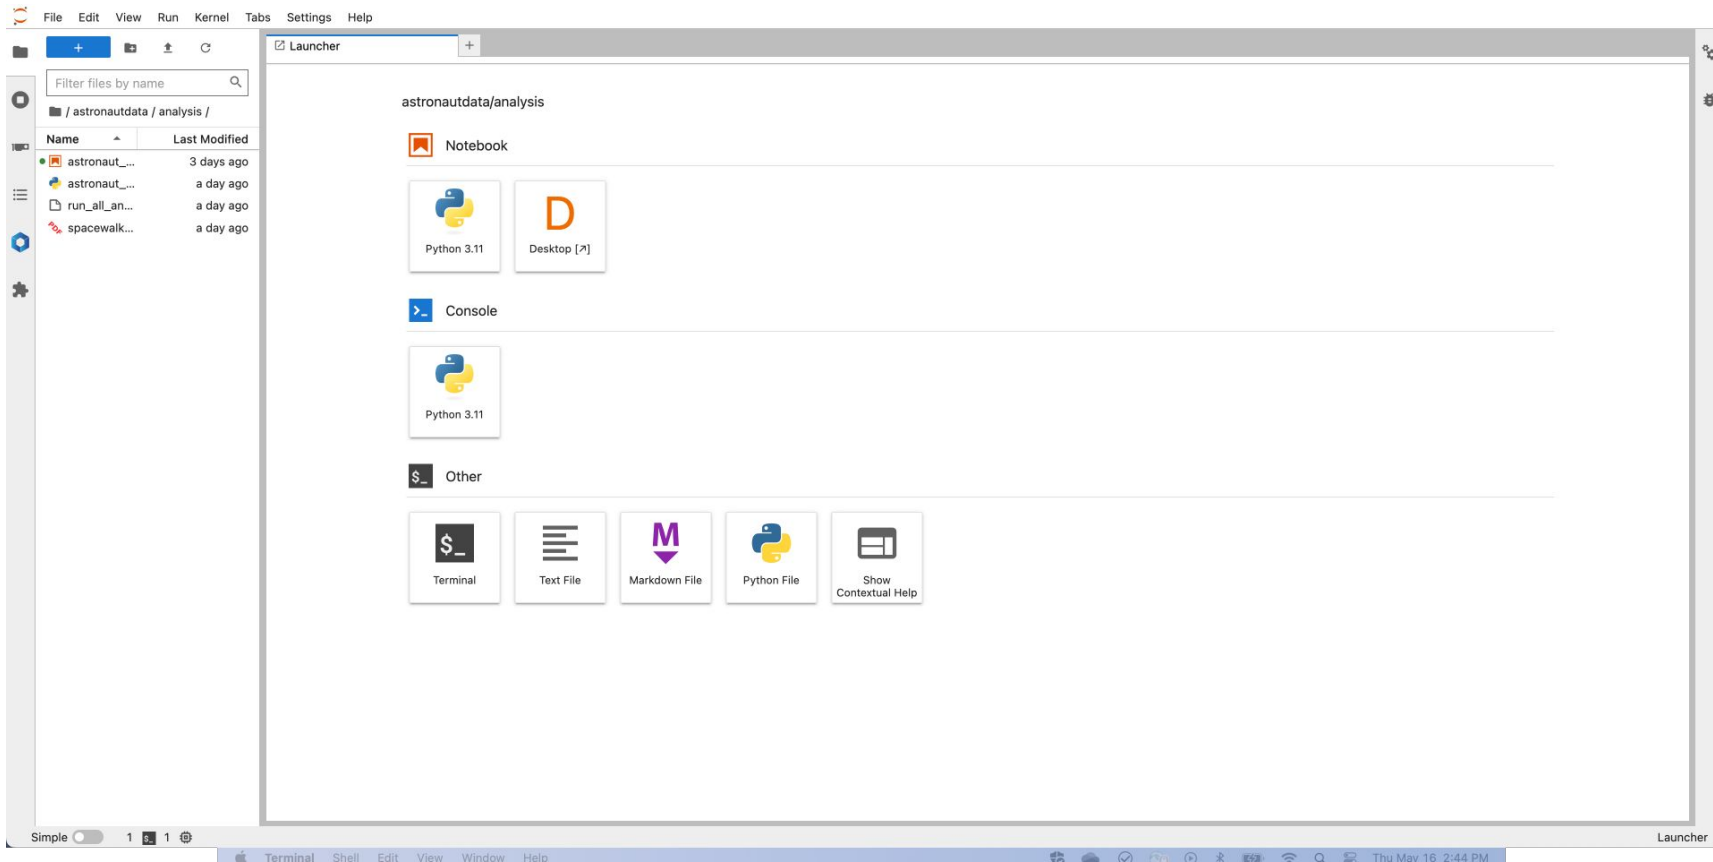 File Edit View Run Kernel Tabs Settings Help
Launcher
Filter files by name
/ astronautdata / analysis /
Name Last Modified
astronaut_... 3 days ago
astronaut_... a day ago
run_all_an... a day ago
spacewalk... a day ago
astronautdata/analysis
Notebook
Python 3.11
D
Desktop [↗]
Console
Python 3.11
$_ Other
$_
Terminal
Text File
M
Markdown File
Python File
Show
Contextual Help
Simple 1 $_ 1
Launcher
Terminal Shell Edit View Window Help Thu May 16 2:44 PM